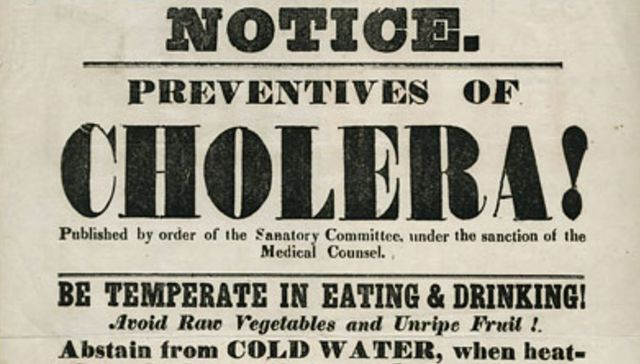 NOTICE.
PREVENTIVES OF
CHOLERA!
Published by order of the Sanatory Committee, under the sanction of the
Medical Counsel.
BE TEMPERATE IN EATING & DRINKING!
Avoid Raw Vegetables and Unripe Fruit !.
Abstain from COLD WATER, when heat-